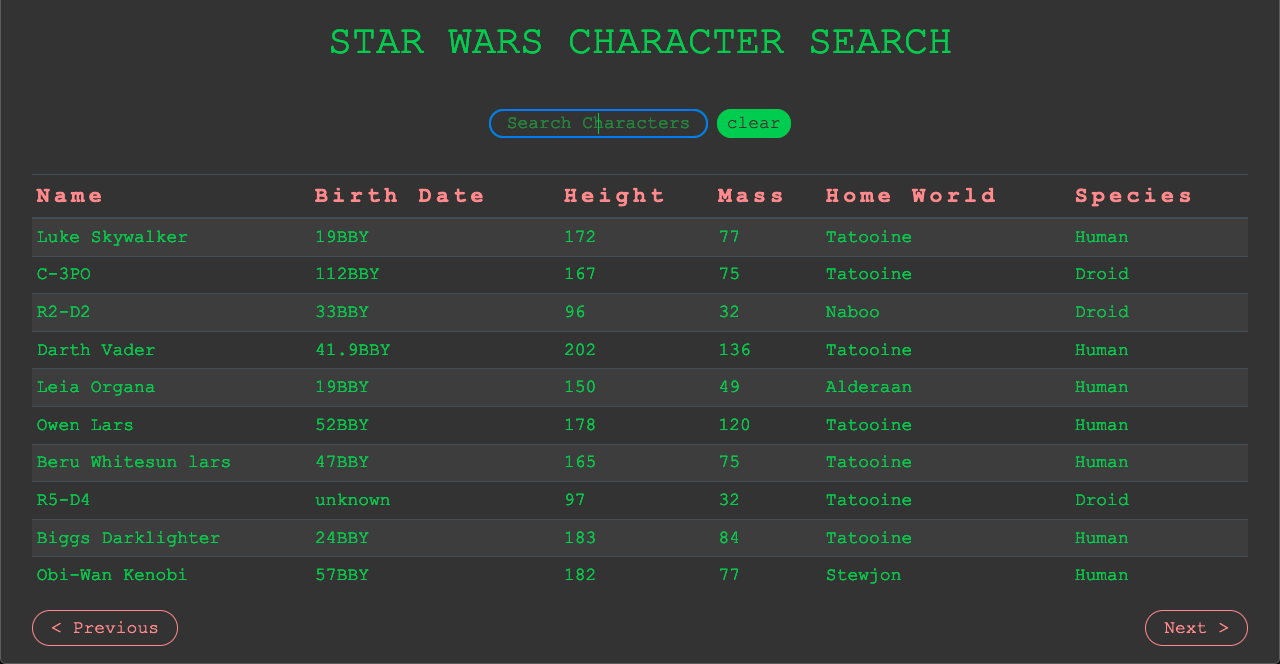 STAR WARS CHARACTER SEARCH
Search Characters clear
Name Birth Date Height Mass Home World Species
Luke Skywalker 19BBY 172 77 Tatooine Human
C-3PO 112BBY 167 75 Tatooine Droid
R2-D2 33BBY 96 32 Naboo Droid
Darth Vader 41.9BBY 202 136 Tatooine Human
Leia Organa 19BBY 150 49 Alderaan Human
Owen Lars 52BBY 178 120 Tatooine Human
Beru Whitesun lars 47BBY 165 75 Tatooine Human
R5-D4 unknown 97 32 Tatooine Droid
Biggs Darklighter 24BBY 183 84 Tatooine Human
Obi-Wan Kenobi 57BBY 182 77 Stewjon Human
< Previous Next >